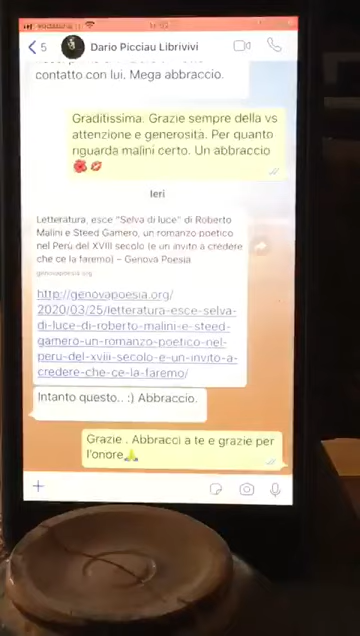 5 Dario Picciau Librivivi
contatto con lui. Mega abbraccio.
Graditissima. Grazie sempre della vs
attenzione e generosità. Per quanto
riguarda malini certo. Un abbraccio
Ieri
Letteratura, esce "Selva di luce" di Roberto
Malini e Steed Gamero, un romanzo poetico
nel Perù del XVIII secolo (e un invito a credere
che ce la faremo) – Genova Poesia
genovapoesia.org
http://genovapoesia.org/
2020/03/25/letteratura-esce-selva-
di-luce-di-roberto-malini-e-steed-
gamero-un-romanzo-poetico-nel-
peru-del-xviii-secolo-e-un-invito-a-
credere-che-ce-la-faremo/
Intanto questo.. :) Abbraccio.
Grazie . Abbracci a te e grazie per
l'onore🙏